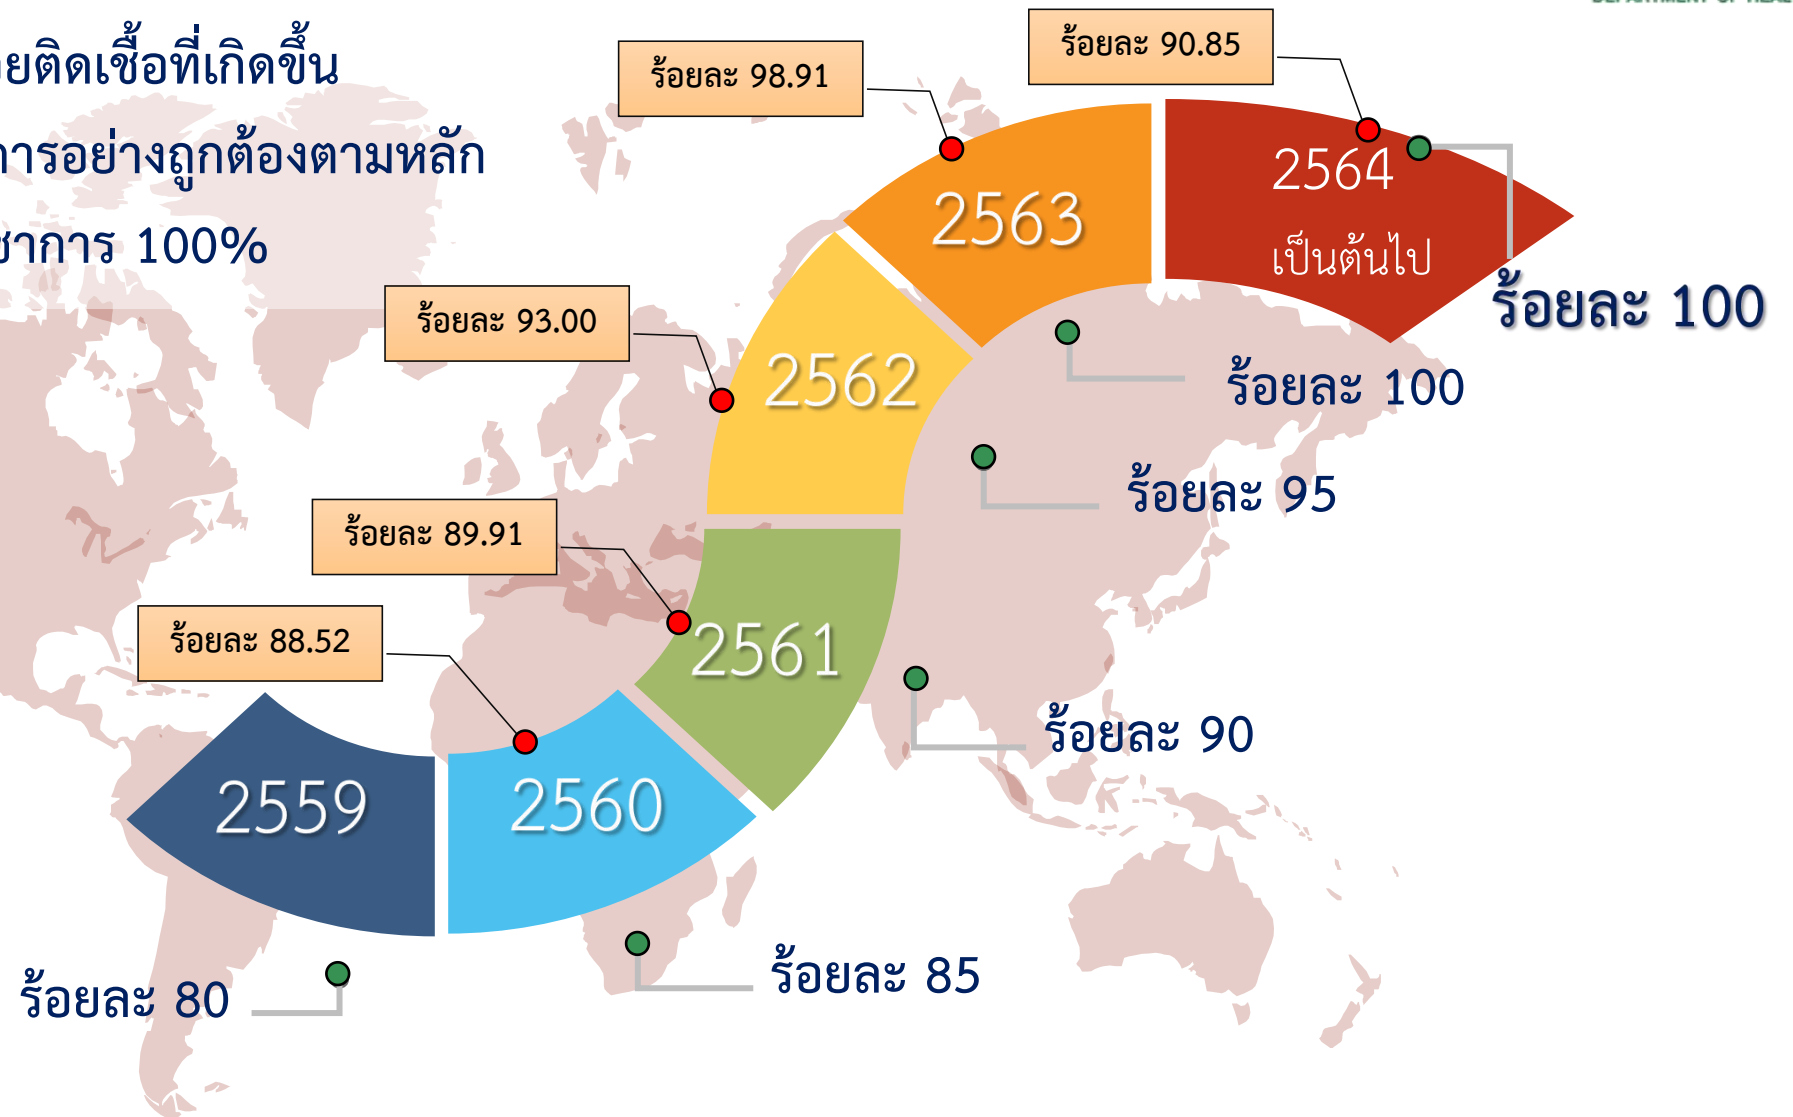 ยติดเชื้อที่เกิดขึ้น
การอย่างถูกต้องตามหลัก
ชาการ 100%
ร้อยละ 98.91
ร้อยละ 90.85
2564
เป็นต้นไป
2563
ร้อยละ 100
ร้อยละ 93.00
2562
ร้อยละ 100
ร้อยละ 95
ร้อยละ 89.91
2561
ร้อยละ 88.52
ร้อยละ 90
2559
2560
ร้อยละ 80
ร้อยละ 85